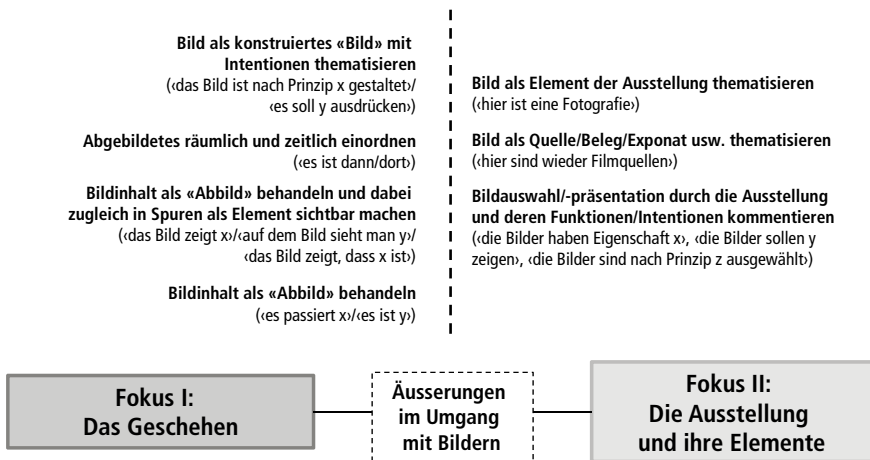 Bild als konstruiertes «Bild» mit
Intentionen thematisieren
(‹das Bild ist nach Prinzip x gestaltet›/
‹es soll y ausdrücken›)
Abgebildetes räumlich und zeitlich einordnen
(‹es ist dann/dort›)
Bildinhalt als «Abbild» behandeln und dabei
zugleich in Spuren als Element sichtbar machen
(‹das Bild zeigt x›/‹auf dem Bild sieht man y›/
‹das Bild zeigt, dass x ist›)
Bildinhalt als «Abbild» behandeln
(‹es passiert x›/‹es ist y›)
Bild als Element der Ausstellung thematisieren
(‹hier ist eine Fotografie›)
Bild als Quelle/Beleg/Exponat usw. thematisieren
(‹hier sind wieder Filmquellen›)
Bildauswahl/-präsentation durch die Ausstellung
und deren Funktionen/Intentionen kommentieren
(‹die Bilder haben Eigenschaft x›, ‹die Bilder sollen y
zeigen›, ‹die Bilder sind nach Prinzip z ausgewählt›)
Fokus I:
Das Geschehen
Äusserungen
im Umgang
mit Bildern
Fokus II:
Die Ausstellung
und ihre Elemente